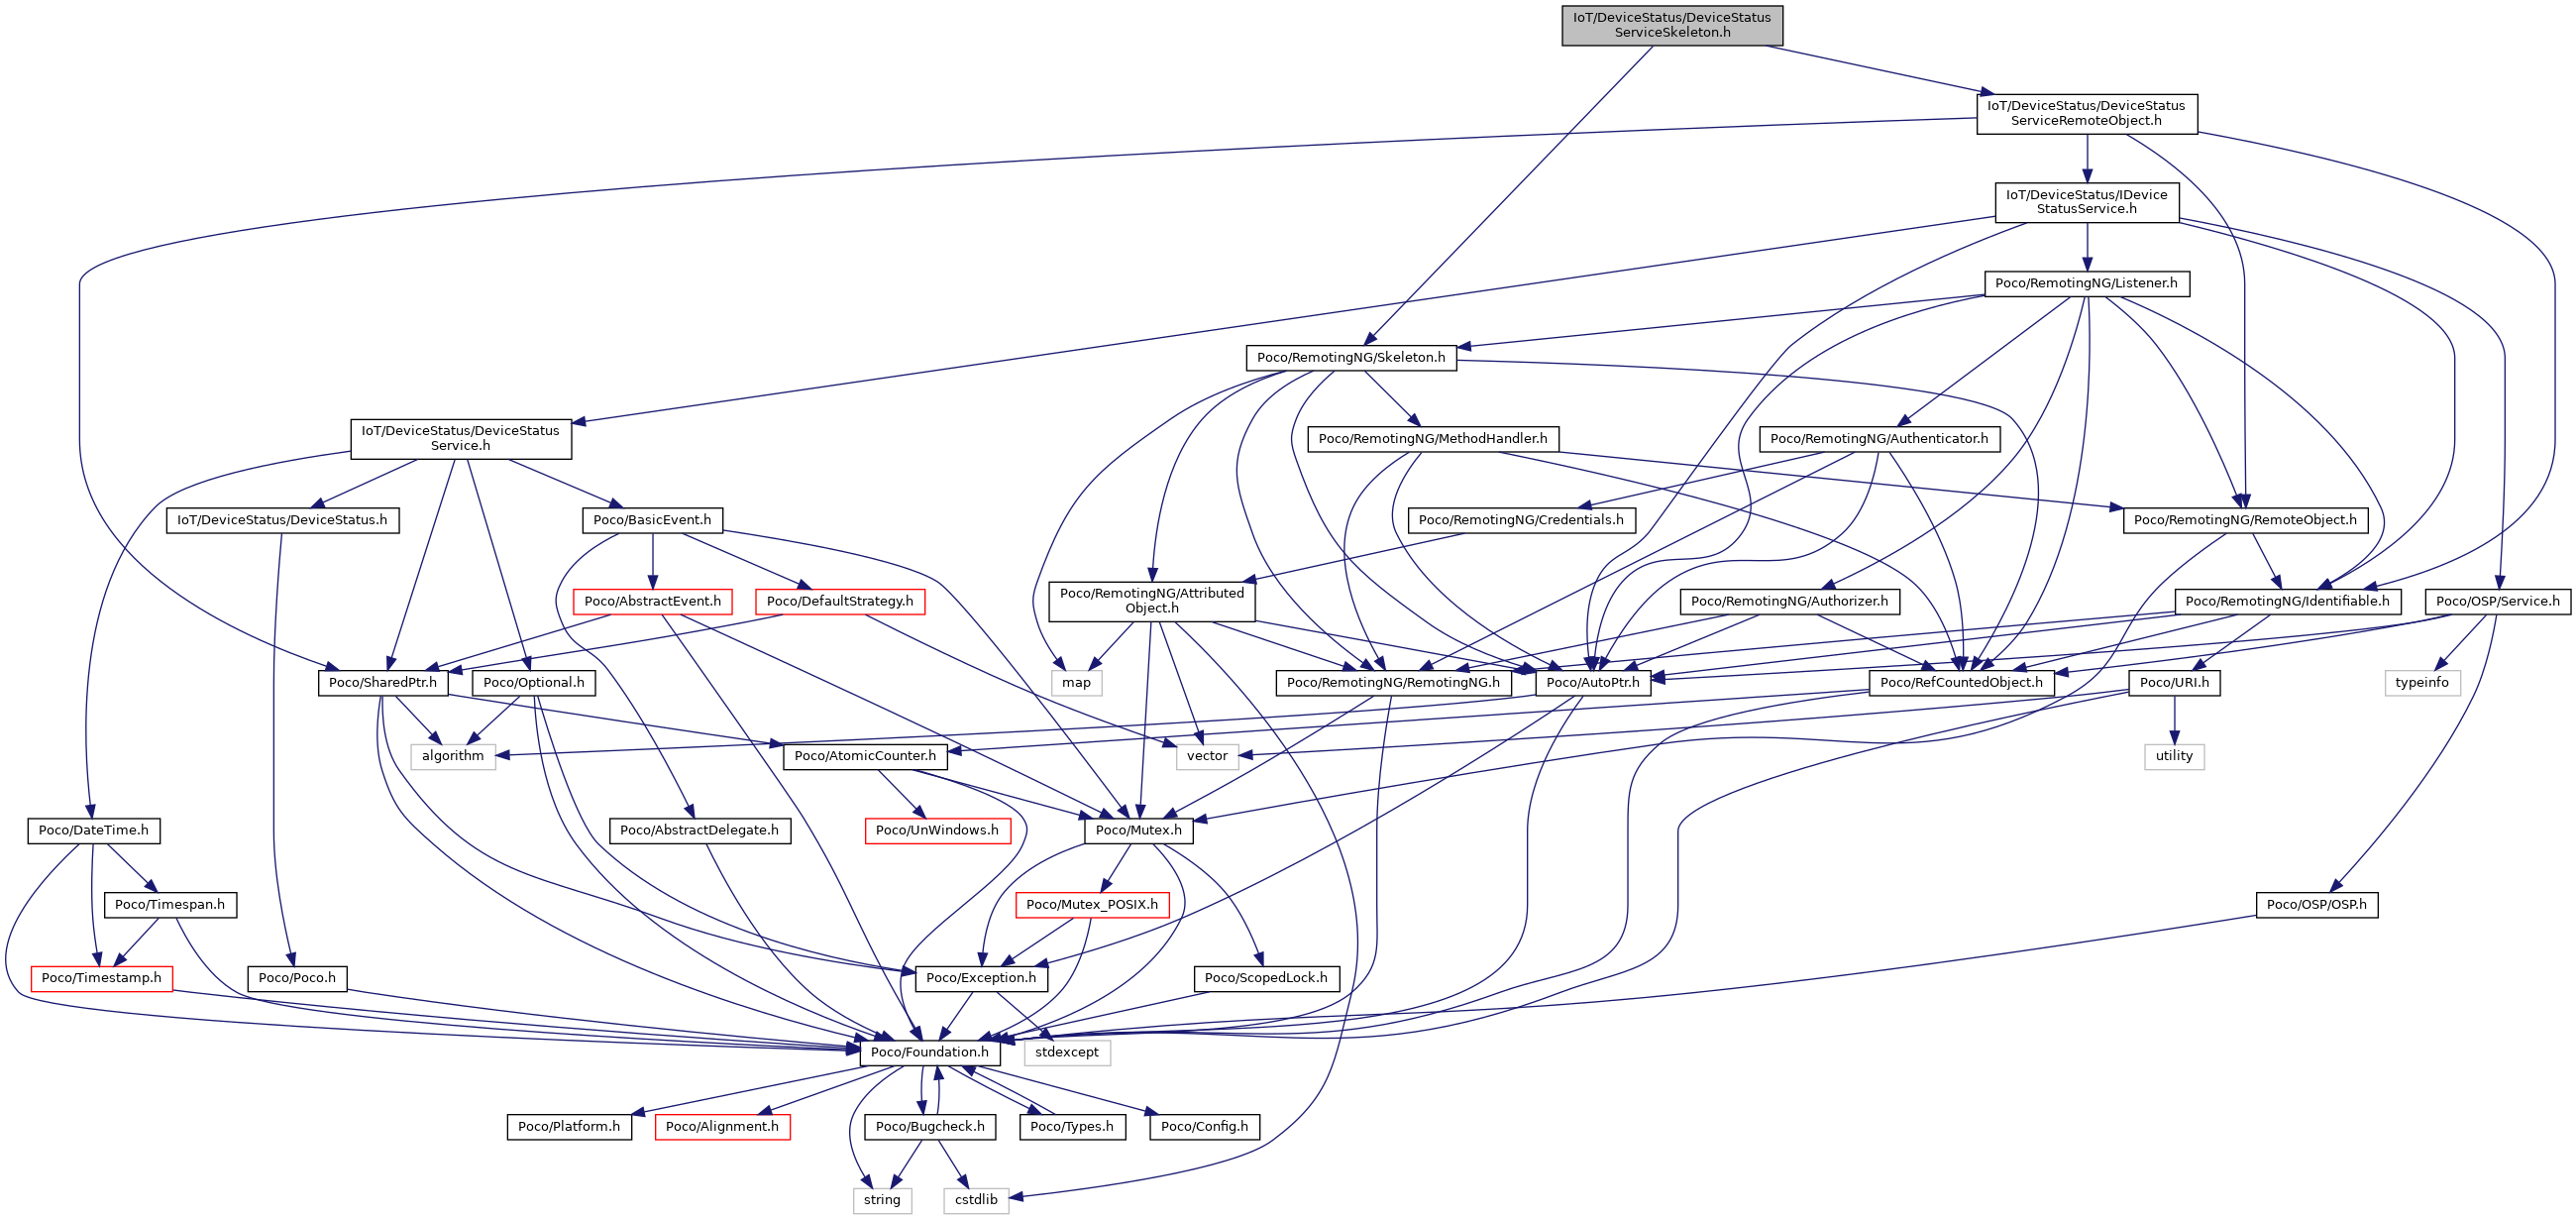 IoT/DeviceStatus/DeviceStatus
ServiceSkeleton.h
IoT/DeviceStatus/DeviceStatus
ServiceRemoteObject.h
IoT/DeviceStatus/IDevice
StatusService.h
Poco/RemotingNG/Listener.h
Poco/RemotingNG/Skeleton.h
IoT/DeviceStatus/DeviceStatus
Service.h
Poco/RemotingNG/MethodHandler.h
Poco/RemotingNG/Authenticator.h
IoT/DeviceStatus/DeviceStatus.h
Poco/BasicEvent.h
Poco/RemotingNG/Credentials.h
Poco/RemotingNG/RemoteObject.h
Poco/AbstractEvent.h
Poco/DefaultStrategy.h
Poco/RemotingNG/Attributed
Object.h
Poco/RemotingNG/Authorizer.h
Poco/RemotingNG/Identifiable.h
Poco/OSP/Service.h
Poco/SharedPtr.h
Poco/Optional.h
map
Poco/RemotingNG/RemotingNG.h
Poco/AutoPtr.h
Poco/RefCountedObject.h
Poco/URI.h
typeinfo
algorithm
Poco/AtomicCounter.h
vector
utility
Poco/DateTime.h
Poco/AbstractDelegate.h
Poco/UnWindows.h
Poco/Mutex.h
Poco/Timespan.h
Poco/Mutex_POSIX.h
Poco/OSP/OSP.h
Poco/Timestamp.h
Poco/Poco.h
Poco/Exception.h
Poco/ScopedLock.h
Poco/Foundation.h
stdexcept
Poco/Platform.h
Poco/Alignment.h
Poco/Bugcheck.h
Poco/Types.h
Poco/Config.h
string
cstdlib